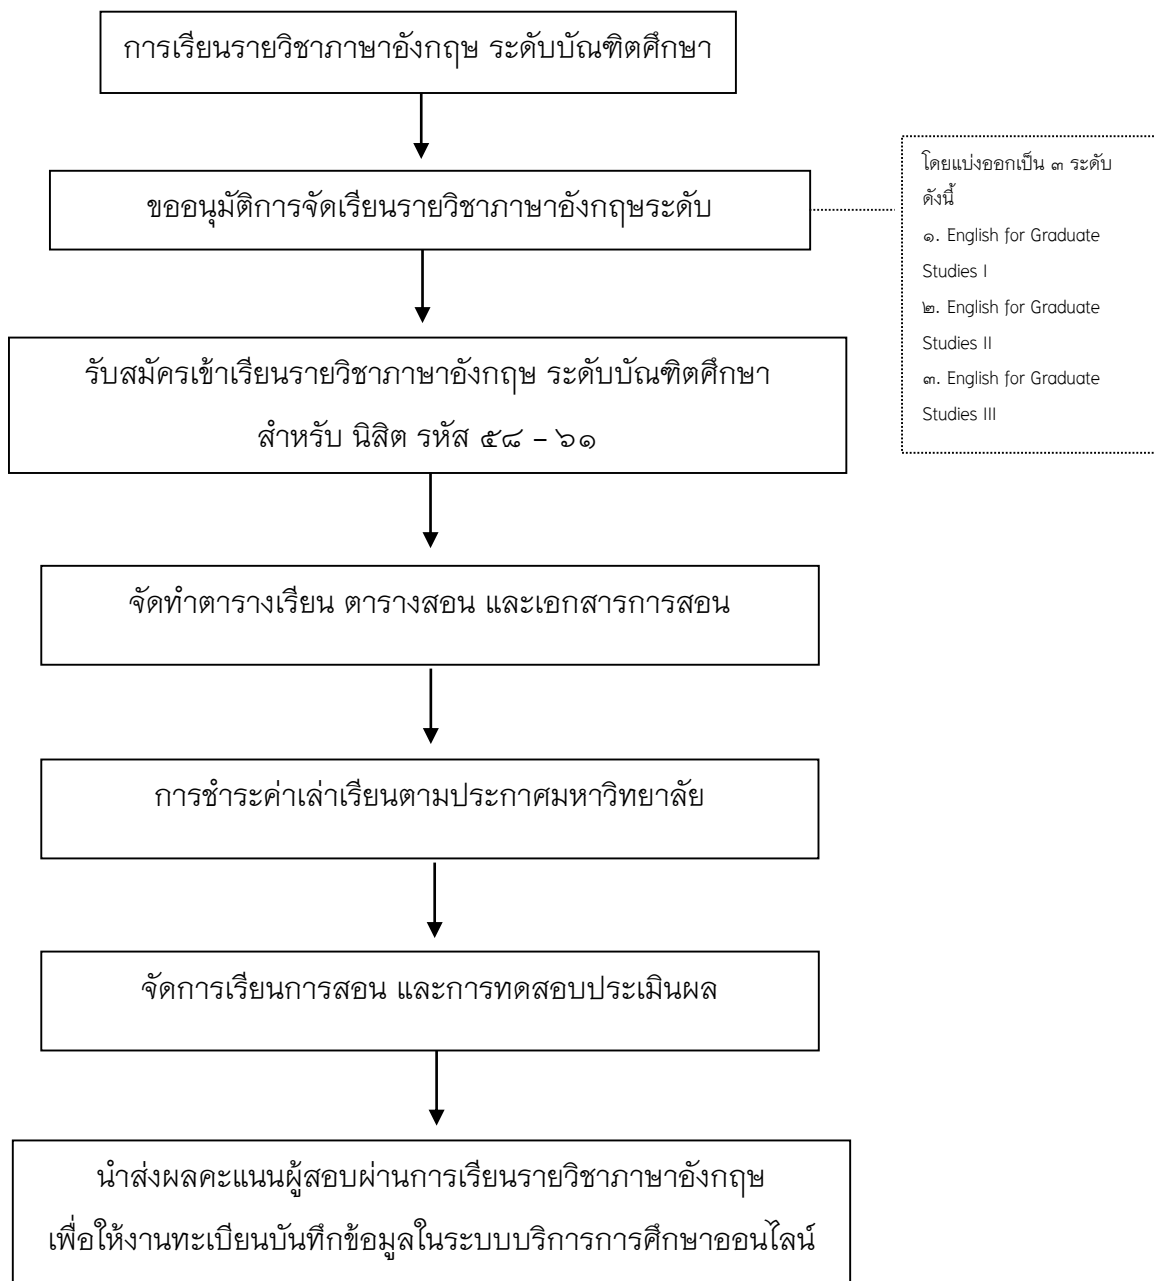 การเรียนรายวิชาภาษาอังกฤษ ระดับบัณฑิตศึกษา
ขออนุมัติการจัดเรียนรายวิชาภาษาอังกฤษระดับ
โดยแบ่งออกเป็น ๓ ระดับ
ดังนี้
๑. English for Graduate
Studies I
๒. English for Graduate
Studies II
๓. English for Graduate
Studies III
รับสมัครเข้าเรียนรายวิชาภาษาอังกฤษ ระดับบัณฑิตศึกษา
สำหรับ นิสิต รหัส ๕๘ – ๖๑
จัดทำตารางเรียน ตารางสอน และเอกสารการสอน
การชำระค่าเล่าเรียนตามประกาศมหาวิทยาลัย
จัดการเรียนการสอน และการทดสอบประเมินผล
นำส่งผลคะแนนผู้สอบผ่านการเรียนรายวิชาภาษาอังกฤษ
เพื่อให้งานทะเบียนบันทึกข้อมูลในระบบบริการการศึกษาออนไลน์